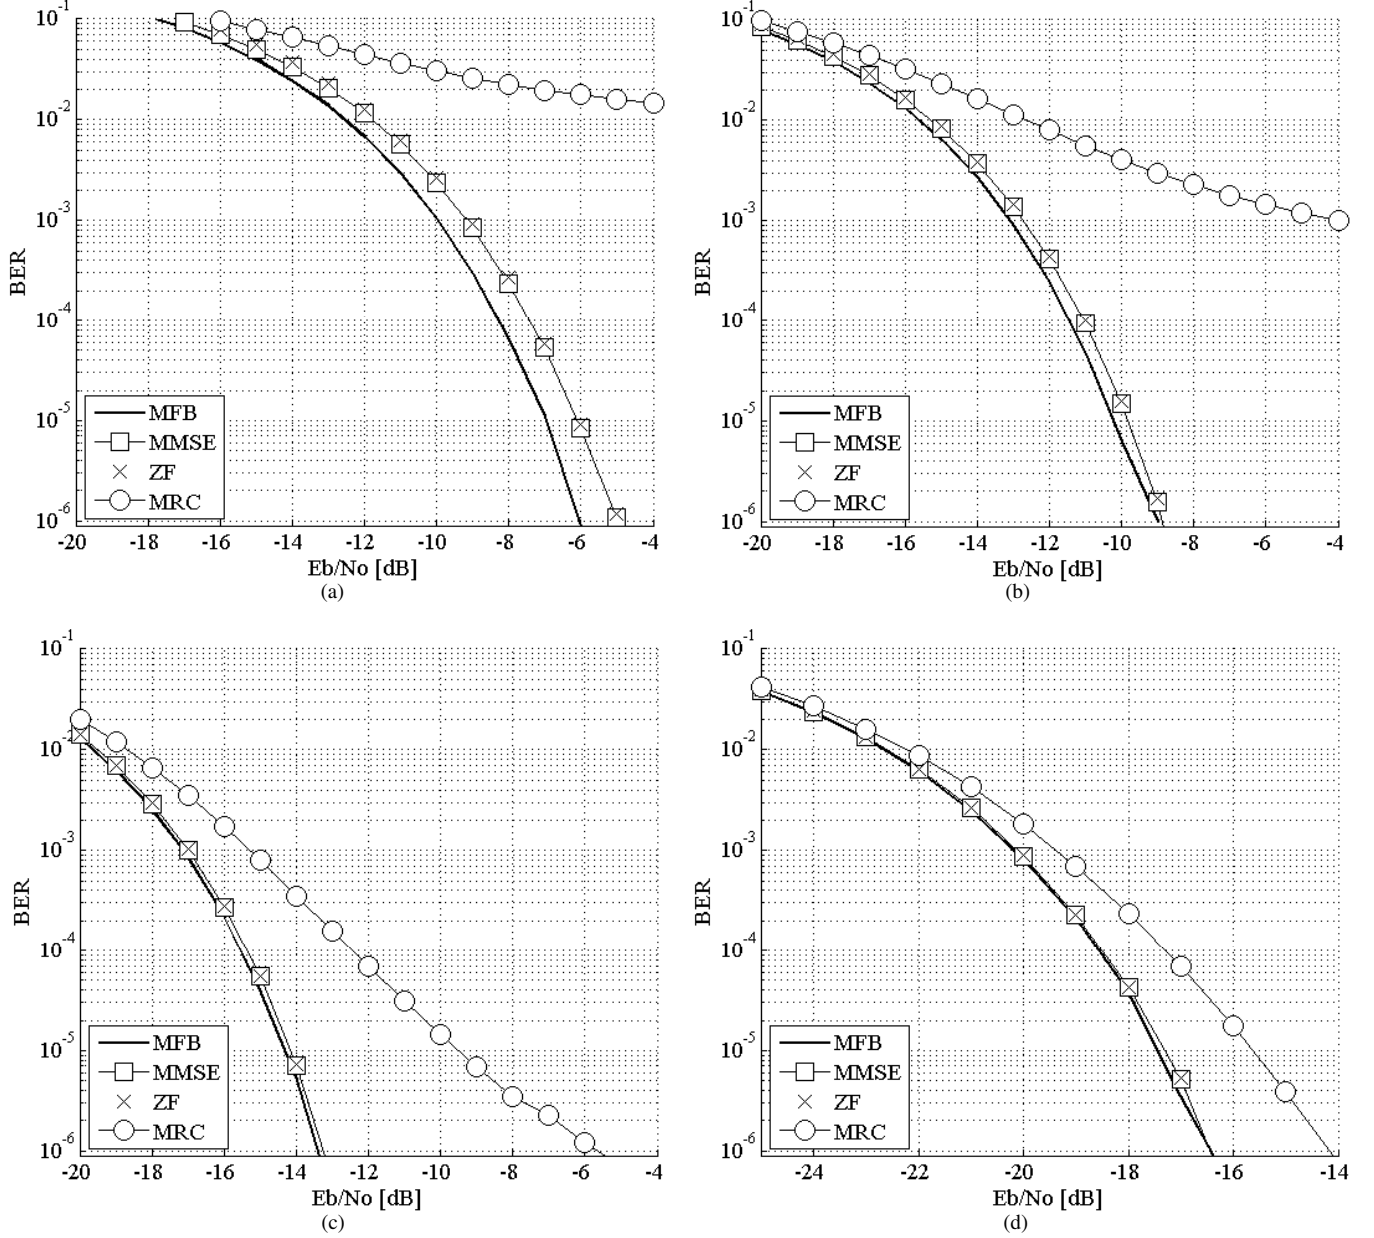 10^-1
10^-2
10^-3
10^-4
10^-5
10^-6
BER
MFB
MMSE
ZF
MRC
-20 -18 -16 -14 -12 -10 -8 -6 -4
Eb/No [dB]
(a)
10^-1
10^-2
10^-3
10^-4
10^-5
10^-6
BER
MFB
MMSE
ZF
MRC
-20 -18 -16 -14 -12 -10 -8 -6 -4
Eb/No [dB]
(b)
10^-1
10^-2
10^-3
10^-4
10^-5
10^-6
BER
MFB
MMSE
ZF
MRC
-20 -18 -16 -14 -12 -10 -8 -6 -4
Eb/No [dB]
(c)
10^-1
10^-2
10^-3
10^-4
10^-5
10^-6
BER
MFB
MMSE
ZF
MRC
-24 -22 -20 -18 -16 -14
Eb/No [dB]
(d)